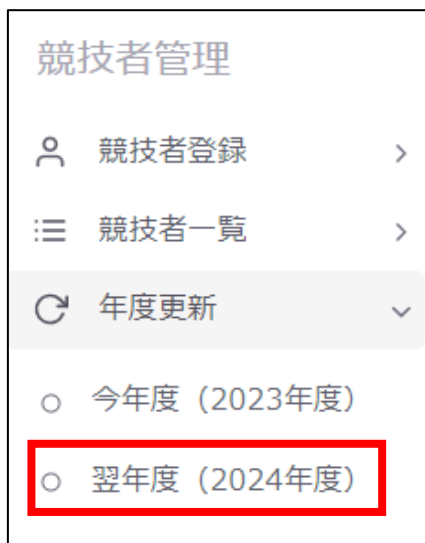 競技者管理
競技者登録
競技者一覧
年度更新
今年度（2023年度）
翌年度（2024年度）